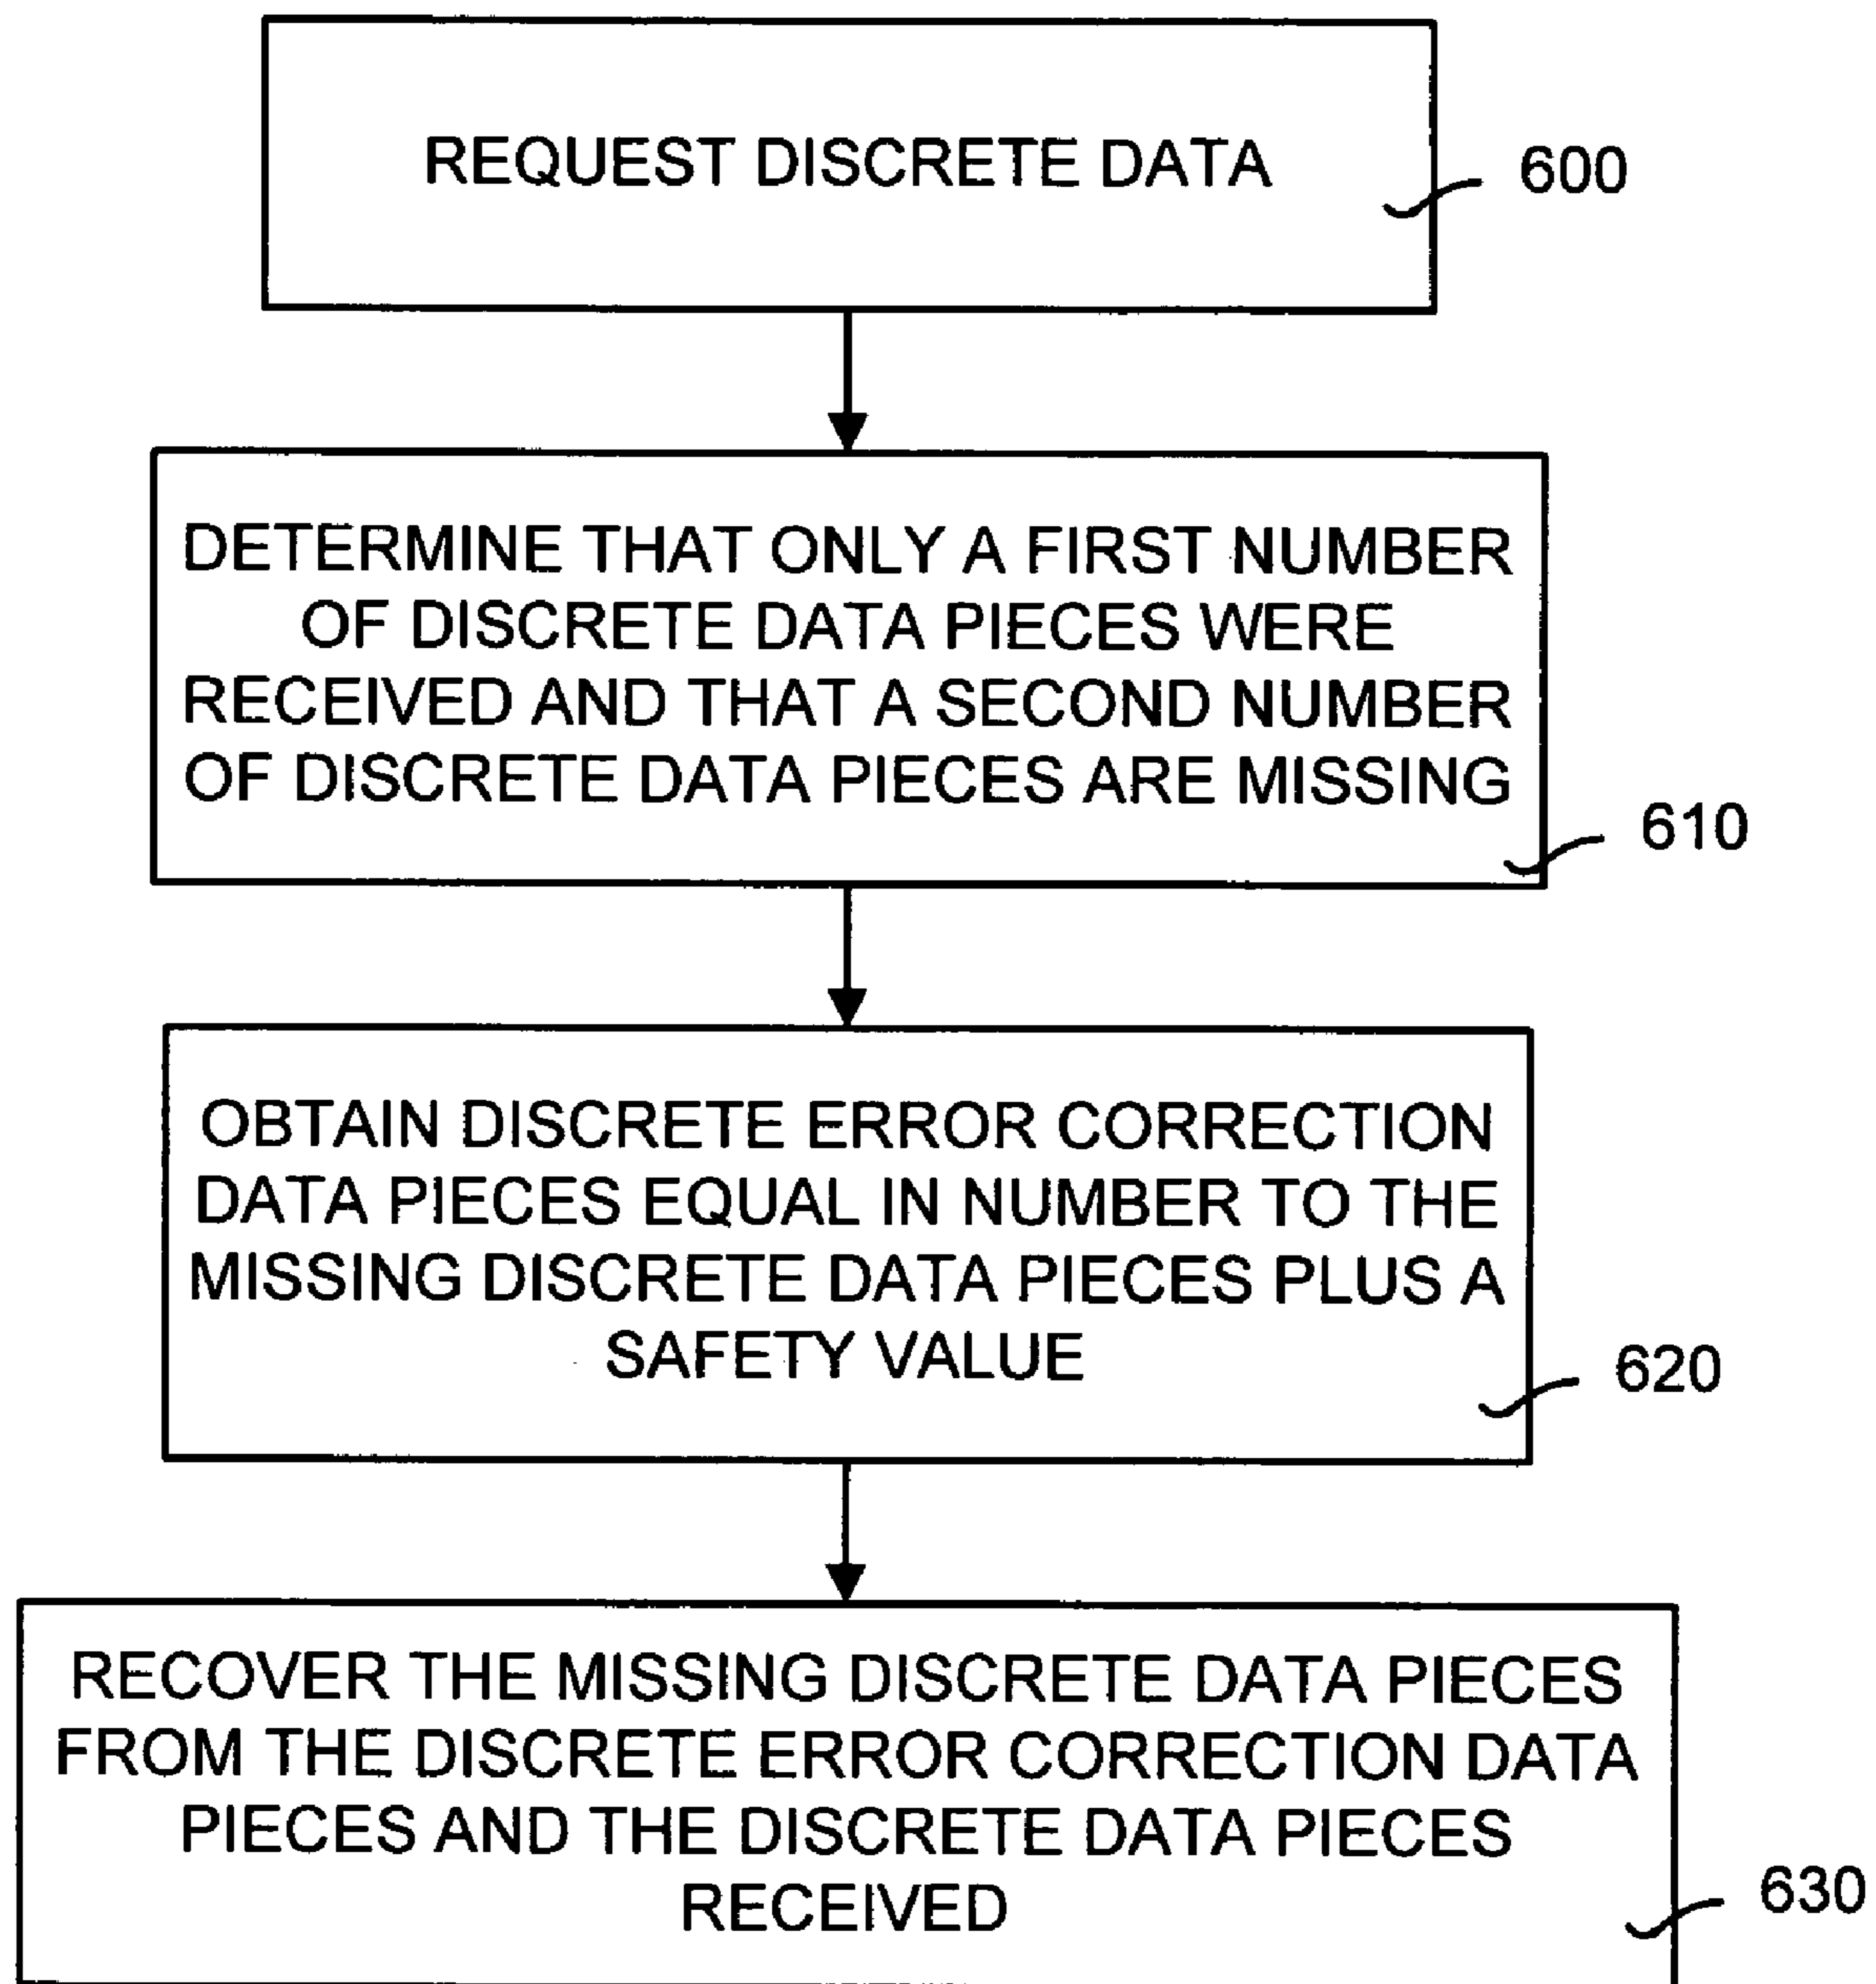 REQUEST DISCRETE DATA
600
DETERMINE THAT ONLY A FIRST NUMBER
OF DISCRETE DATA PIECES WERE
RECEIVED AND THAT A SECOND NUMBER
OF DISCRETE DATA PIECES ARE MISSING
610
OBTAIN DISCRETE ERROR CORRECTION
DATA PIECES EQUAL IN NUMBER TO THE
MISSING DISCRETE DATA PIECES PLUS A
SAFETY VALUE
620
RECOVER THE MISSING DISCRETE DATA PIECES
FROM THE DISCRETE ERROR CORRECTION DATA
PIECES AND THE DISCRETE DATA PIECES
RECEIVED
630